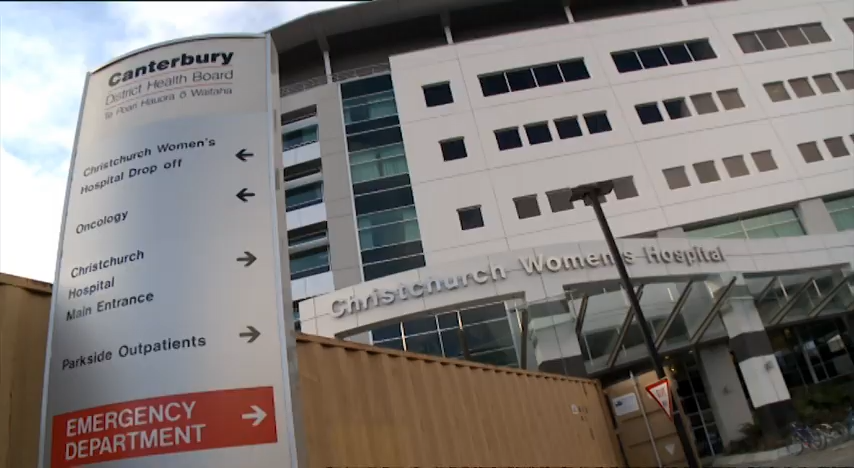 Canterbury
District Health Board
Te Poari Hauora ō Waitaha
Christchurch Women's
Hospital Drop off
Oncology
Christchurch
Hospital
Main Entrance
Parkside Outpatients
EMERGENCY
DEPARTMENT
Christchurch Women's Hospital